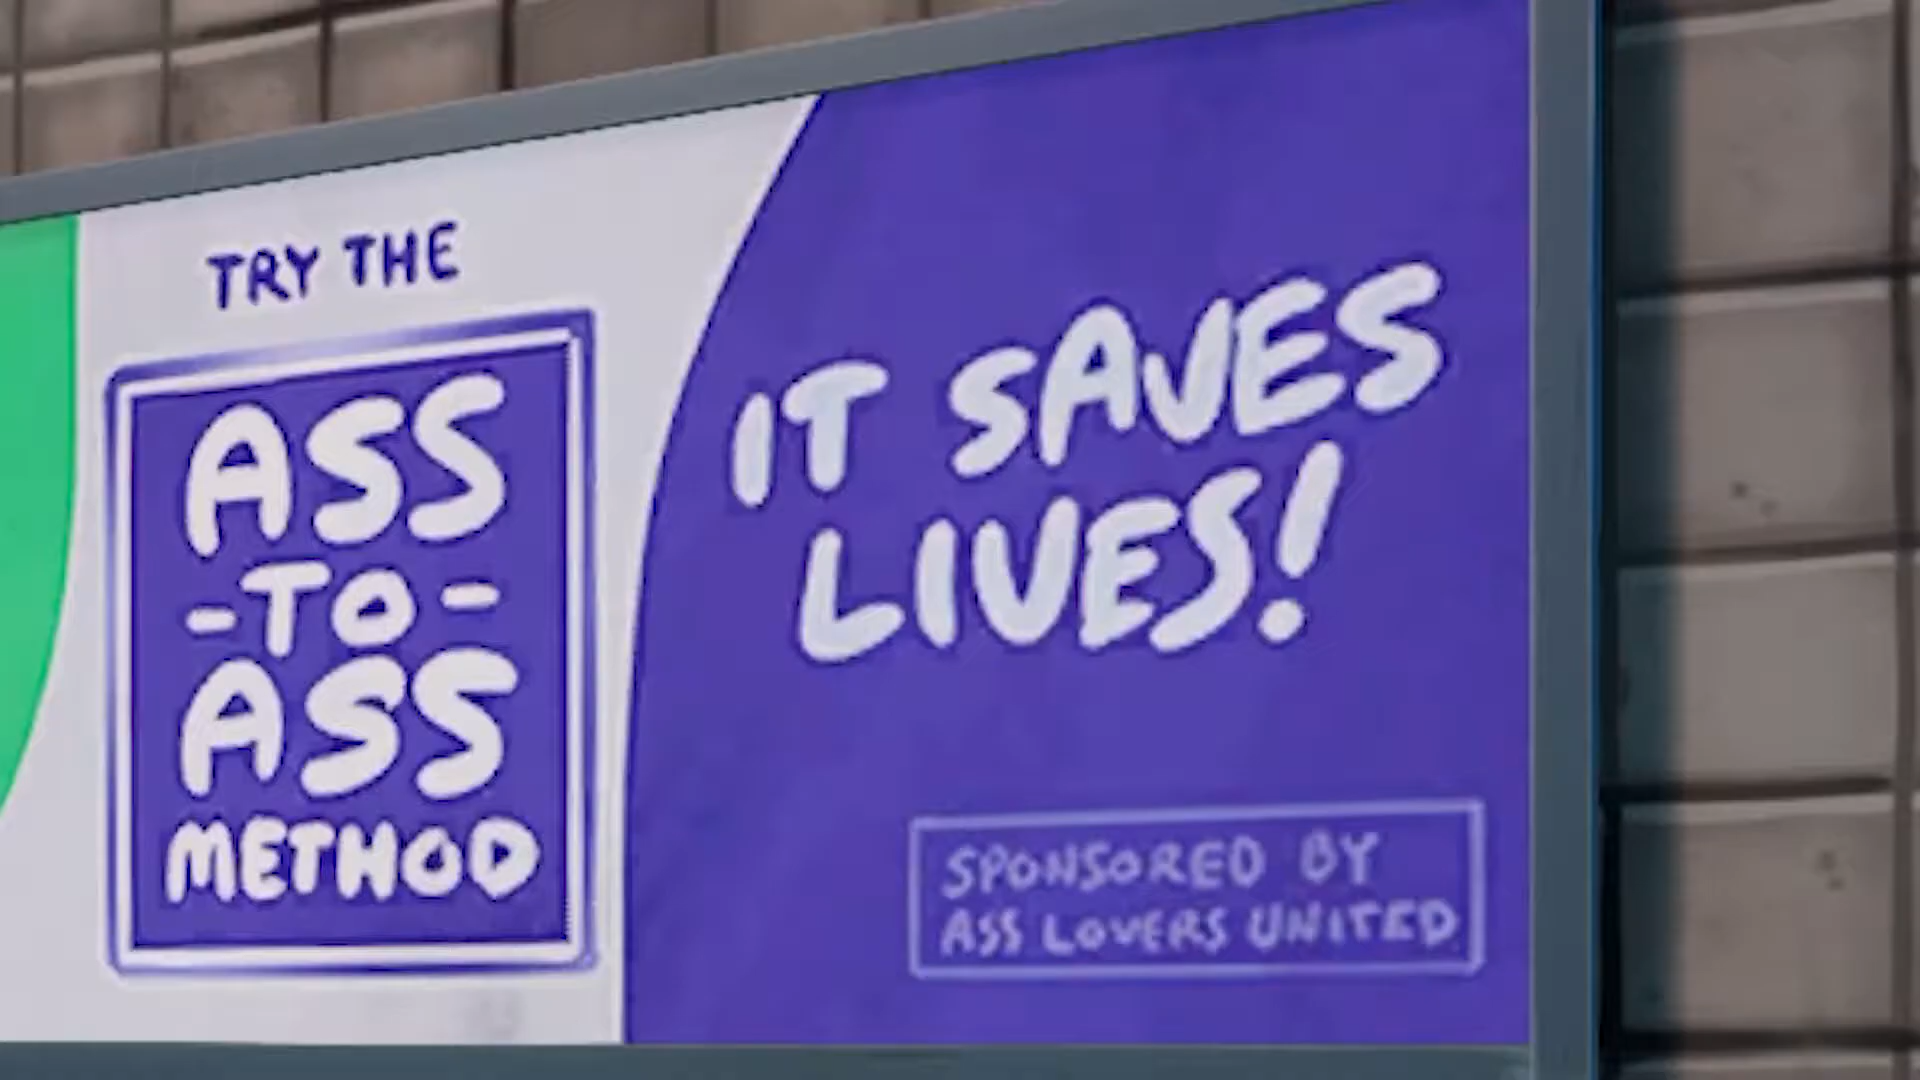 TRY THE
ASS
-TO-
ASS
METHOD
IT SAVES
LIVES!
SPONSORED BY
ASS LOVERS UNITED